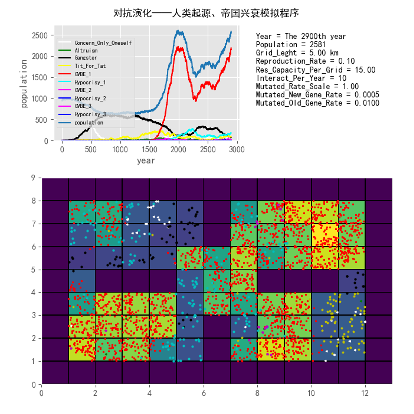 对抗演化——人类起源、帝国兴衰模拟程序
Year = The 2900th year
Population = 2581
Grid_Leght = 5.00 km
Reproduction_Rate = 0.10
Res_Capacity_Per_Grid = 15.00
Interact_Per_Year = 10
Mutated_Rate_Scale = 1.00
Mutated_New_Gene_Rate = 0.0005
Mutated_Old_Gene_Rate = 0.0100
population
2500
2000
1500
1000
500
0
Concern_Only_Oneself
Altruism
Gangster
Tit_For_Tat
Hypocrisy_1
Hypocrisy_2
Hypocrisy_3
population
0 500 1000 1500 2000 2500 3000
year
9
8
7
6
5
4
3
2
1
0
0 2 4 6 8 10 12